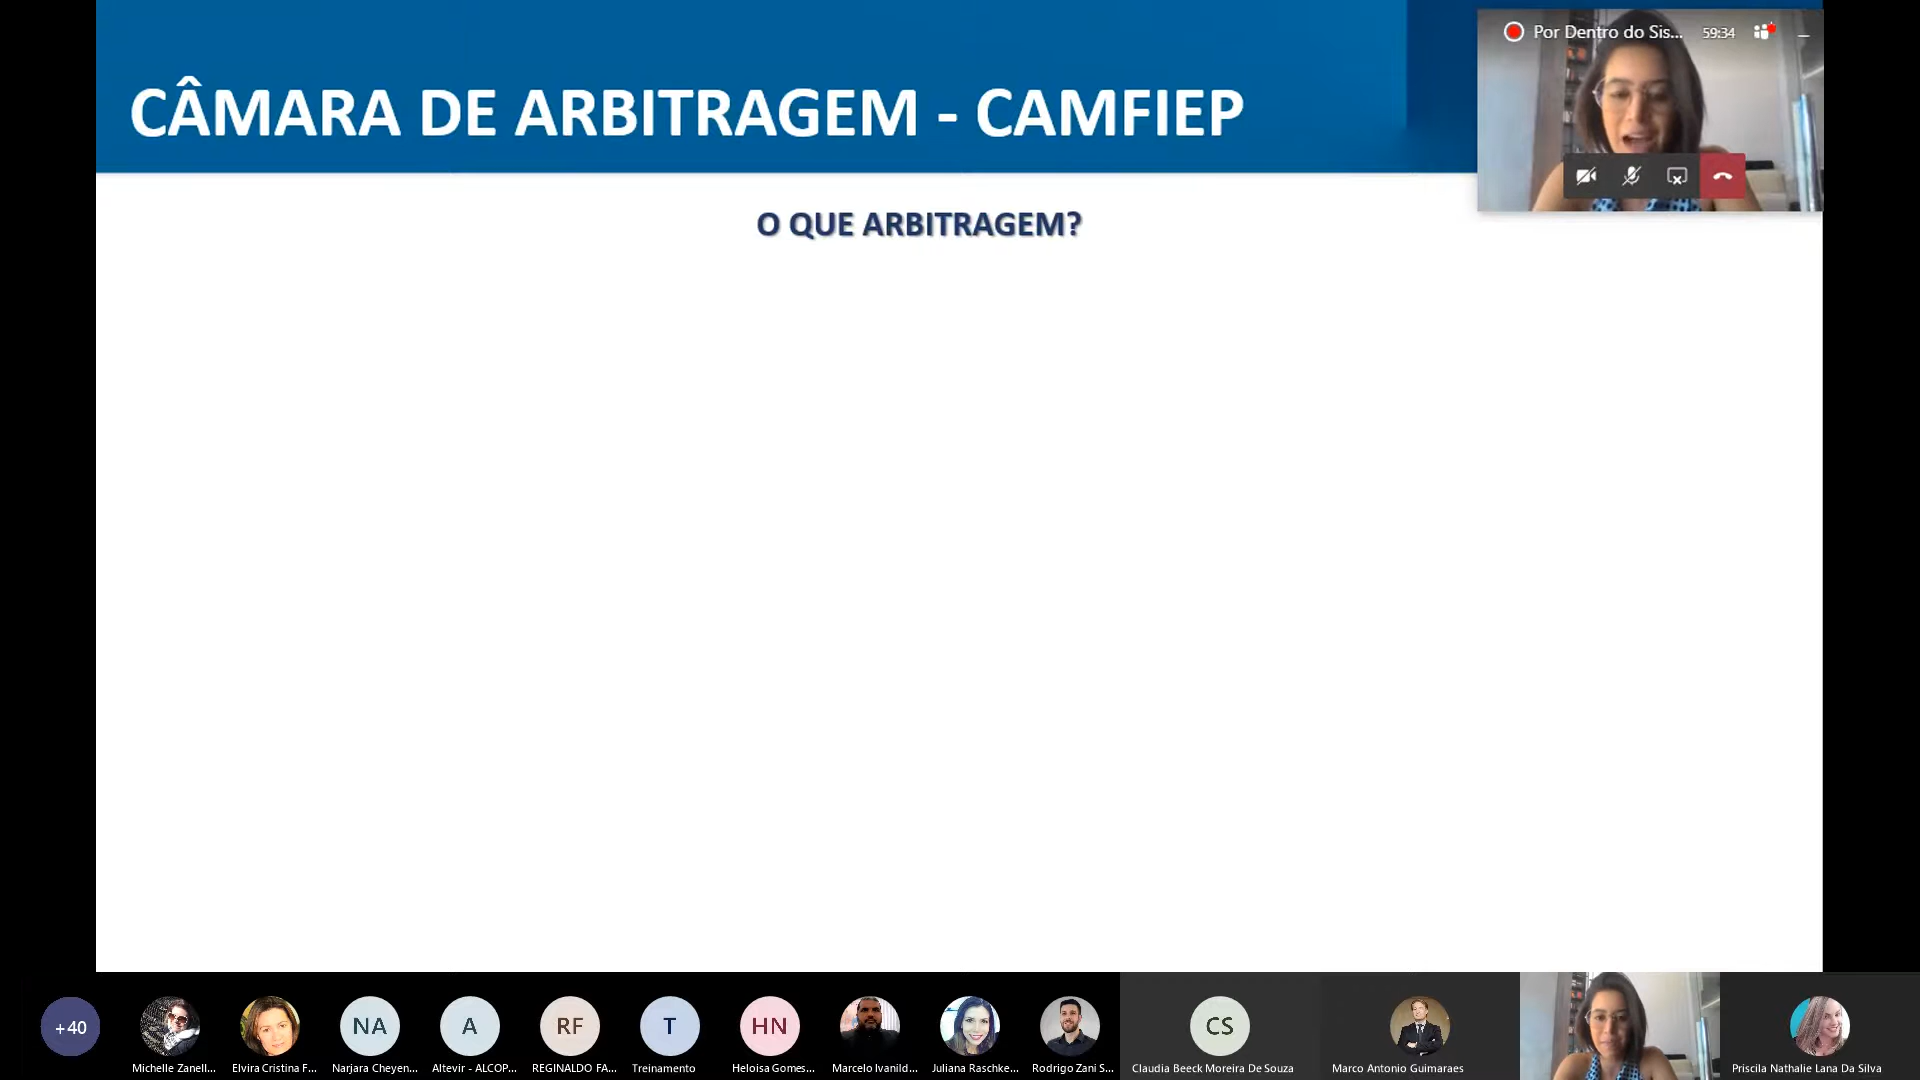 CÂMARA DE ARBITRAGEM - CAMFIEP
Por Dentro do Sis... 59:34
O QUE ARBITRAGEM?
+40
NA
A
RF
T
HN
CS
Michelle Zanell...
Elvira Cristina F...
Narjara Cheyen...
Altevir - ALCOP...
REGINALDO FA...
Treinamento
Heloisa Gomes...
Marcelo Ivanild...
Juliana Raschke...
Rodrigo Zani S...
Claudia Beeck Moreira De Souza
Marco Antonio Guimaraes
Priscila Nathalie Lana Da Silva